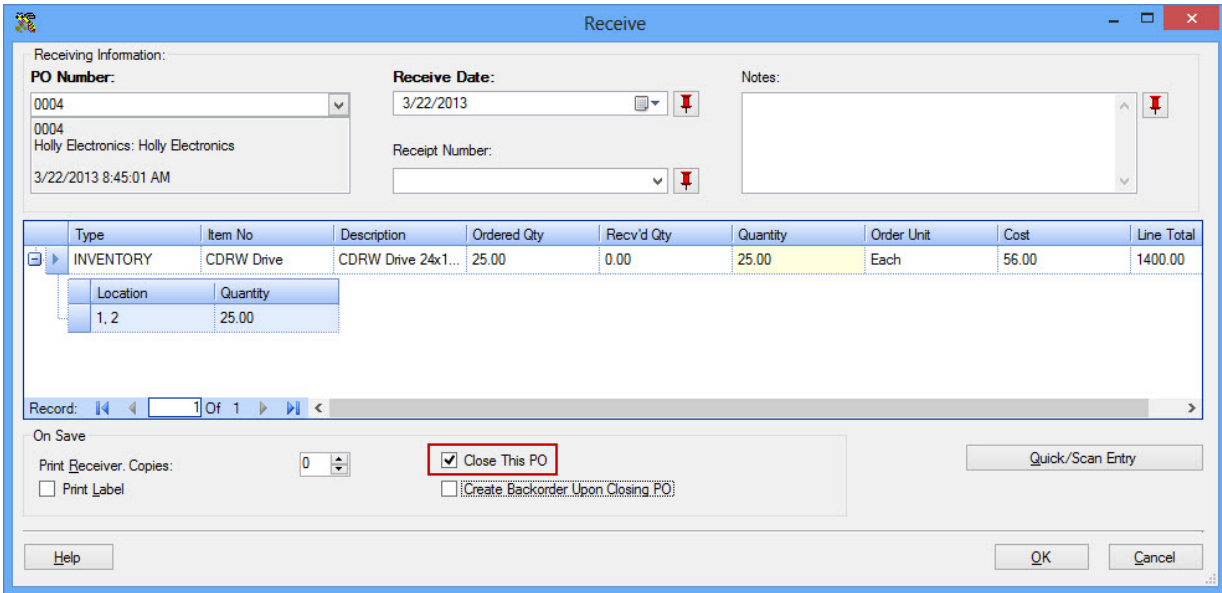 Receive
Receiving Information:
PO Number:
Receive Date:
Notes:
0004
3/22/2013
0004
Holly Electronics: Holly Electronics
3/22/2013 8:45:01 AM
Receipt Number:
Type Item No Description Ordered Qty Recv'd Qty Quantity Order Unit Cost Line Total
INVENTORY CDRW Drive CDRW Drive 24x1... 25.00 0.00 25.00 Each 56.00 1400.00
Location Quantity
1, 2 25.00
Record: 1 Of 1
On Save
Print Receiver. Copies: 0
Close This PO
Quick/Scan Entry
Print Label
Create Backorder Upon Closing PO
Help
OK
Cancel